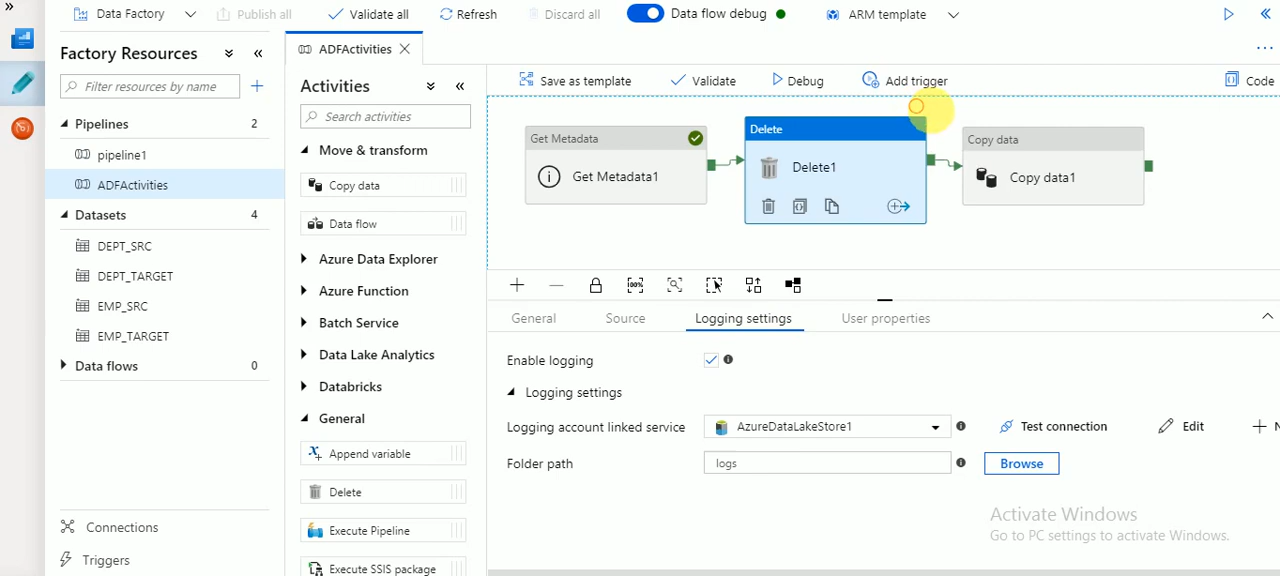 Data Factory
Publish all
Validate all
Refresh
Discard all
Data flow debug
ARM template
Factory Resources
Filter resources by name
Pipelines 2
pipeline1
ADFActivities
Datasets 4
DEPT_SRC
DEPT_TARGET
EMP_SRC
EMP_TARGET
Data flows 0
Connections
Triggers
ADFActivities
Activities
Search activities
Move & transform
Copy data
Data flow
Azure Data Explorer
Azure Function
Batch Service
Data Lake Analytics
Databricks
General
Append variable
Delete
Execute Pipeline
Execute SSIS package
Save as template
Validate
Debug
Add trigger
Code
Get Metadata
Get Metadata1
Delete
Delete1
Copy data
Copy data1
100%
General
Source
Logging settings
User properties
Enable logging
Logging settings
Logging account linked service
AzureDataLakeStore1
Test connection
Edit
N
Folder path
logs
Browse
Activate Windows
Go to PC settings to activate Windows.